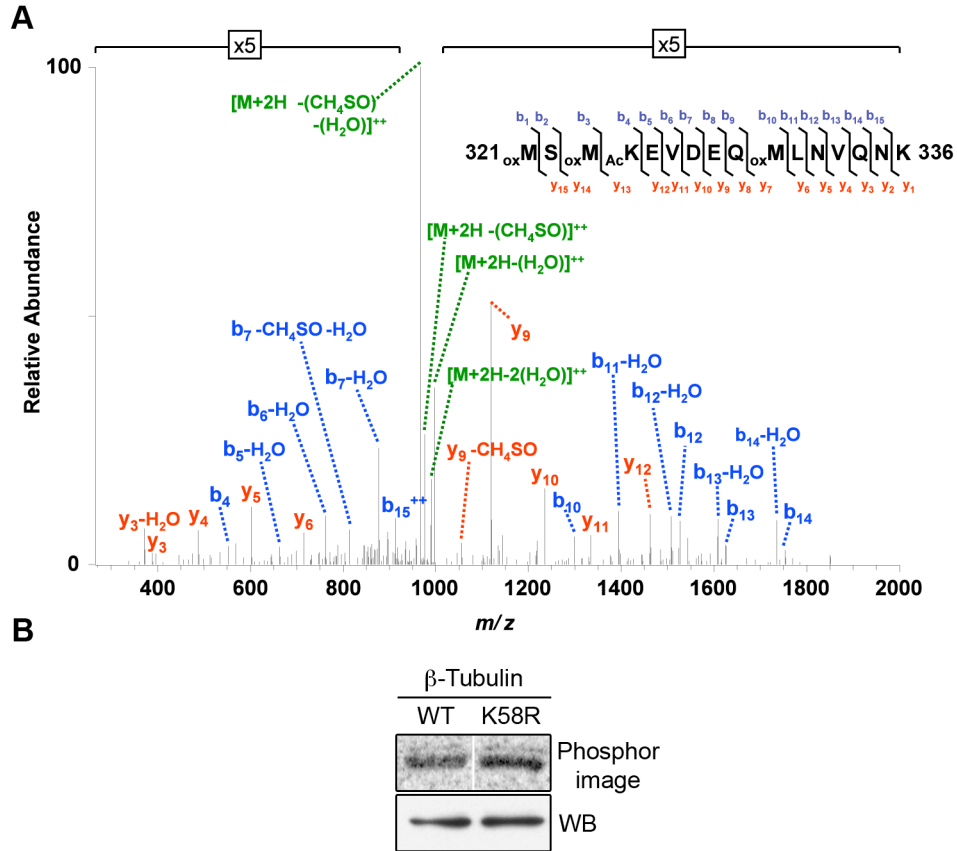 A
x5
x5
100
[M+2H -(CH₄SO)
-(H₂O)]⁺⁺
b₁ b₂ b₃ b₄ b₅ b₆ b₇ b₈ b₉ b₁₀ b₁₁ b₁₂ b₁₃ b₁₄ b₁₅
321 oxM S oxM AcK E V D E Q oxM L N V Q N K 336
y₁₅ y₁₄ y₁₃ y₁₂ y₁₁ y₁₀ y₉ y₈ y₇ y₆ y₅ y₄ y₃ y₂ y₁
[M+2H -(CH₄SO)]⁺⁺
[M+2H-(H₂O)]⁺⁺
b₇ -CH₄SO -H₂O
y₉
b₇-H₂O
[M+2H-2(H₂O)]⁺⁺
b₁₁-H₂O
b₁₂-H₂O
b₆-H₂O
b₅-H₂O
y₉ -CH₄SO
b₁₂
b₁₄-H₂O
y₁₂
b₁₃-H₂O
b₄
y₅
b₁₅⁺⁺
y₁₀
b₁₀
y₁₁
b₁₃
b₁₄
y₃-H₂O
y₄
y₃
y₆
Relative Abundance
0
400 600 800 1000 1200 1400 1600 1800 2000
m/z
B
β-Tubulin
WT K58R
Phosphor
image
WB